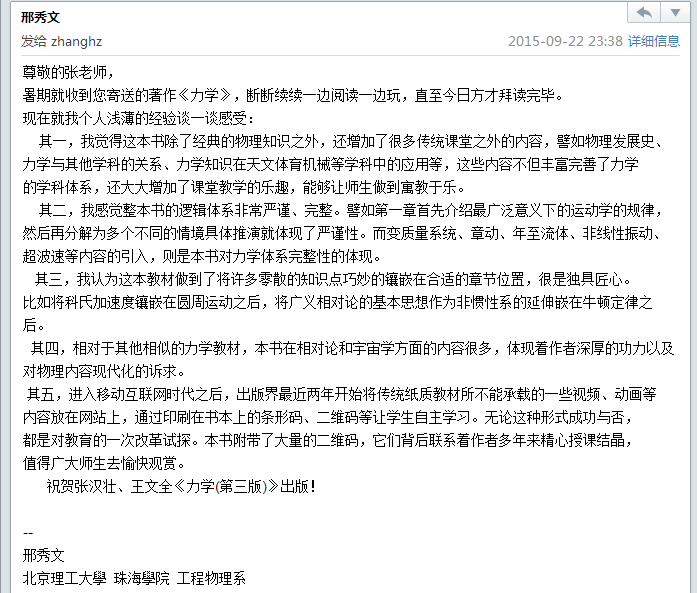 邢秀文
发给 zhanghz 2015-09-22 23:38 详细信息
尊敬的张老师，
暑期就收到您寄送的著作《力学》，断断续续一边阅读一边玩，直至今日方才拜读完毕。
现在就我个人浅薄的经验谈一谈感受：
其一，我觉得这本书除了经典的物理知识之外，还增加了很多传统课堂之外的内容，譬如物理发展史、
力学与其他学科的关系、力学知识在天文体育机械等学科中的应用等，这些内容不但丰富完善了力学
的学科体系，还大大增加了课堂教学的乐趣，能够让师生做到寓教于乐。
其二，我感觉整本书的逻辑体系非常严谨、完整。譬如第一章首先介绍最广泛意义下的运动学的规律，
然后再分解为多个不同的情境具体推演就体现了严谨性。而变质量系统、章动、年至流体、非线性振动、
超波速等内容的引入，则是本书对力学体系完整性的体现。
其三，我认为这本教材做到了将许多零散的知识点巧妙的镶嵌在合适的章节位置，很是独具匠心。
比如将科氏加速度镶嵌在圆周运动之后，将广义相对论的基本思想作为非惯性系的延伸嵌在牛顿定律之
后。
其四，相对于其他相似的力学教材，本书在相对论和宇宙学方面的内容很多，体现着作者深厚的功力以及
对物理内容现代化的诉求。
其五，进入移动互联网时代之后，出版界最近两年开始将传统纸质教材所不能承载的一些视频、动画等
内容放在网站上，通过印刷在书本上的条形码、二维码等让学生自主学习。无论这种形式成功与否，
都是对教育的一次改革试探。本书附带了大量的二维码，它们背后联系着作者多年来精心授课结晶，
值得广大师生去愉快观赏。
祝贺张汉壮、王文全《力学(第三版)》出版！
--
邢秀文
北京理工大學 珠海學院 工程物理系